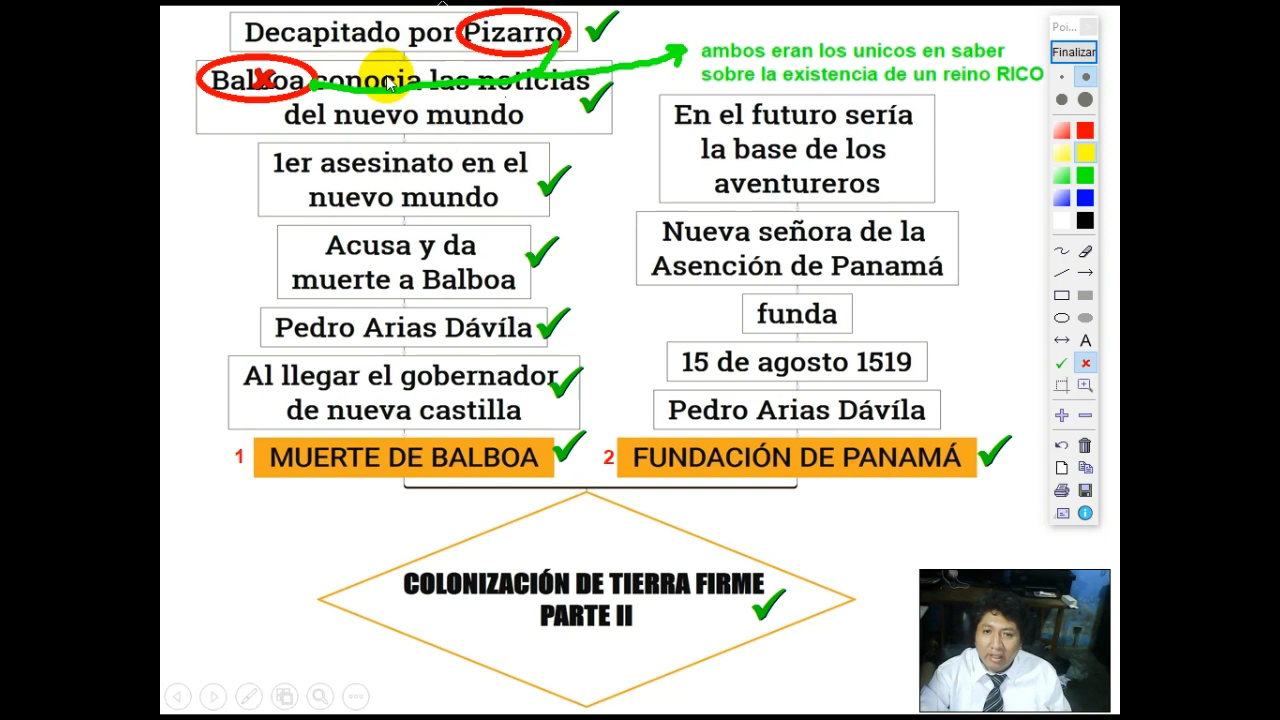 Decapitado por Pizarro
Balboa conocia las noticias
del nuevo mundo
1er asesinato en el
nuevo mundo
Acusa y da
muerte a Balboa
Pedro Arias Dávíla
Al llegar el gobernador
de nueva castilla
1 MUERTE DE BALBOA
ambos eran los unicos en saber
sobre la existencia de un reino RICO
En el futuro sería
la base de los
aventureros
Nueva señora de la
Asención de Panamá
funda
15 de agosto 1519
Pedro Arias Dávíla
2 FUNDACIÓN DE PANAMÁ
COLONIZACIÓN DE TIERRA FIRME
PARTE II
Poi...
Finalizar
A